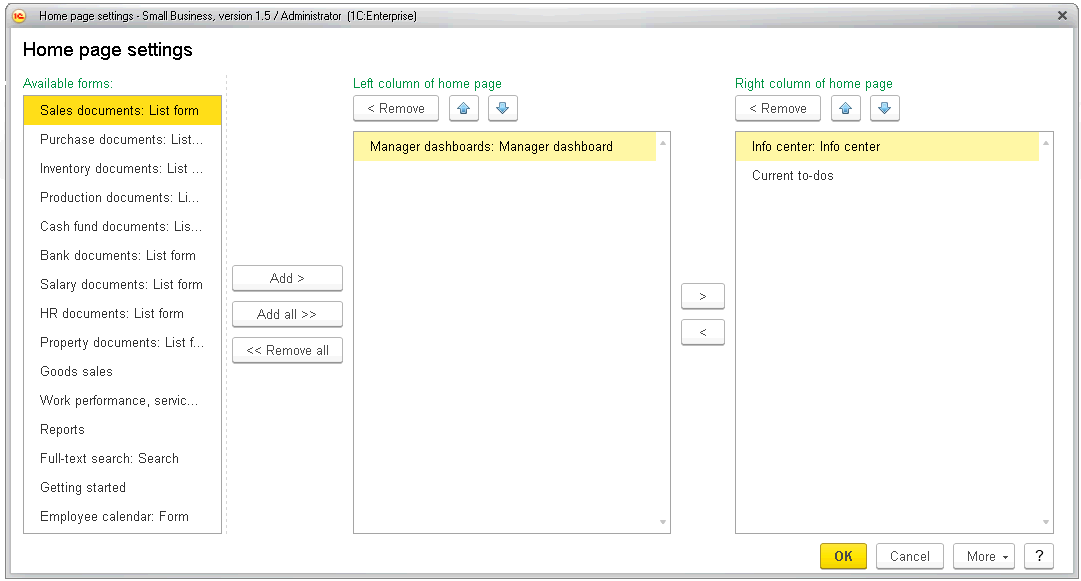 Home page settings - Small Business, version 1.5 / Administrator (1C:Enterprise)
Home page settings
Available forms:
Sales documents: List form
Purchase documents: List...
Inventory documents: List ...
Production documents: Li...
Cash fund documents: Lis...
Bank documents: List form
Salary documents: List form
HR documents: List form
Property documents: List f...
Goods sales
Work performance, servic...
Reports
Full-text search: Search
Getting started
Employee calendar: Form
Add >
Add all >>
<< Remove all
Left column of home page
< Remove
Manager dashboards: Manager dashboard
>
<
Right column of home page
< Remove
Info center: Info center
Current to-dos
OK
Cancel
More
?